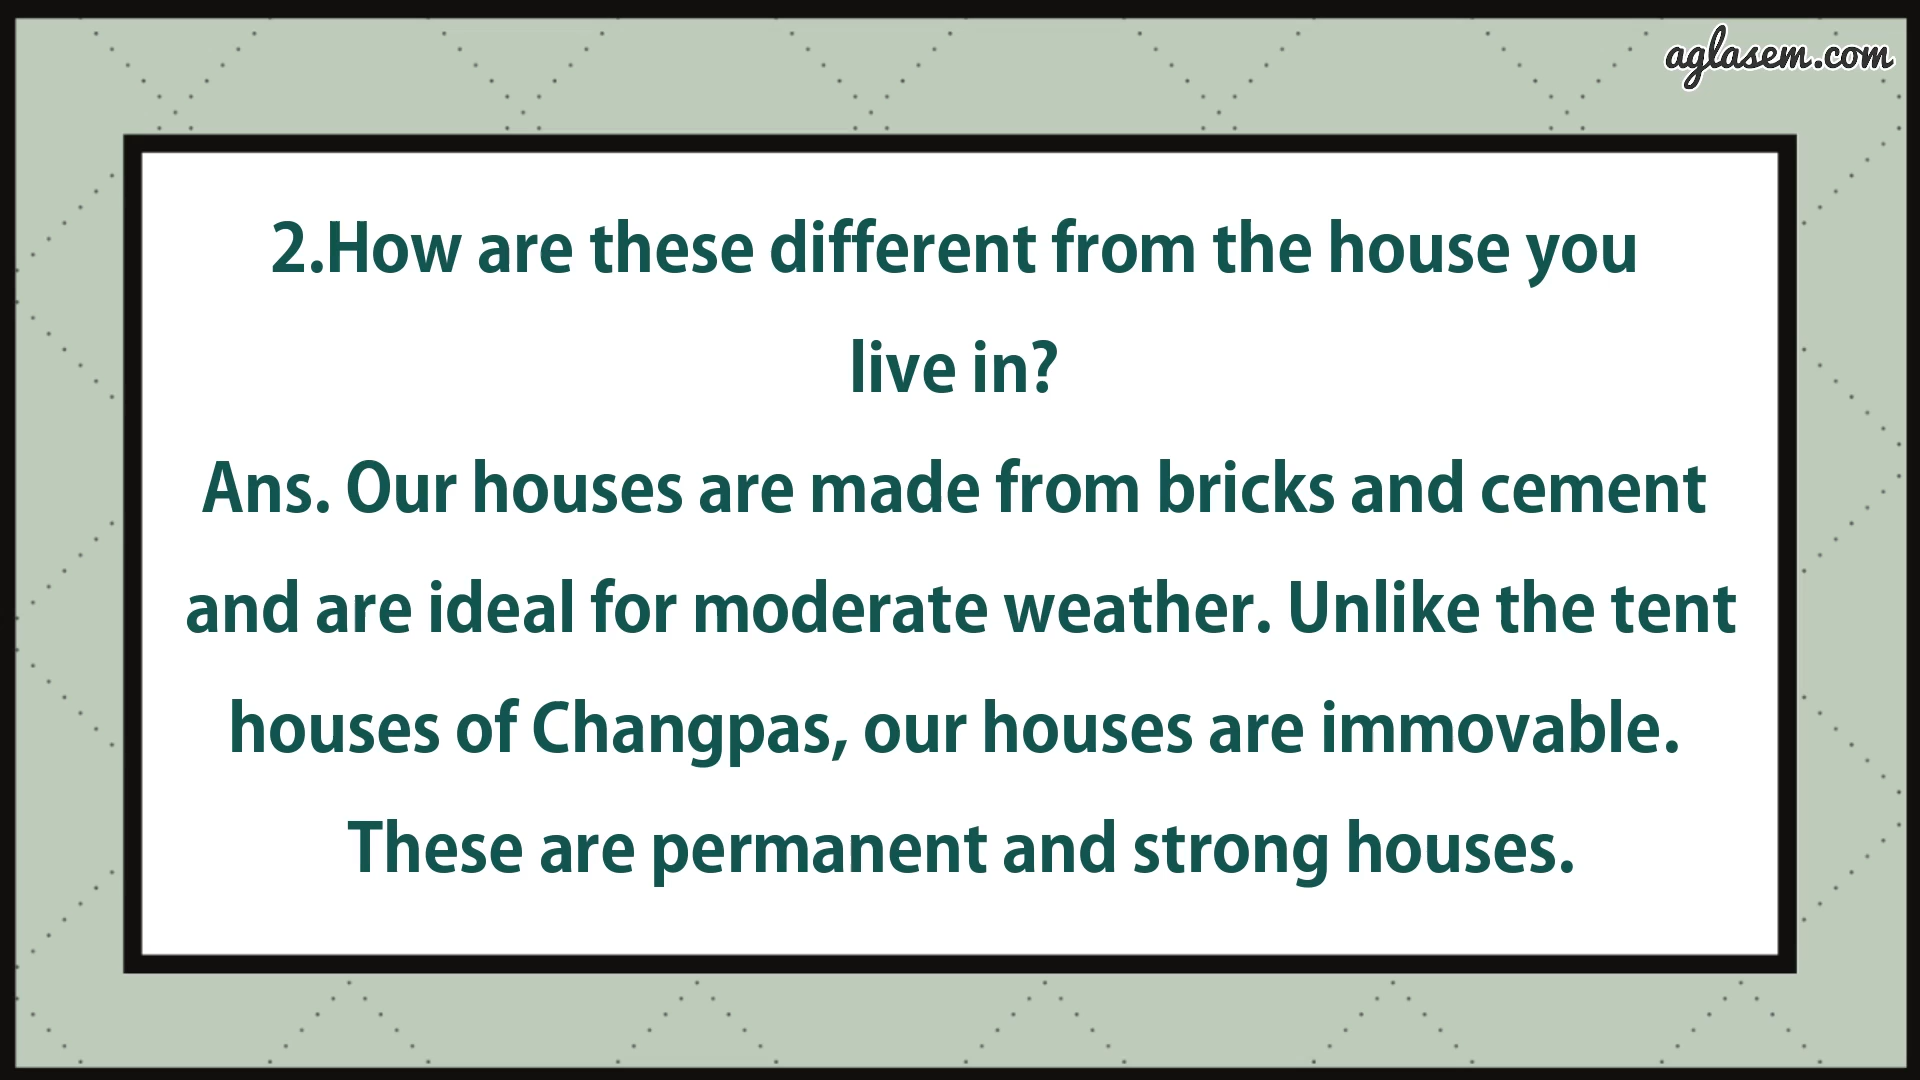 aglasem.com
2.How are these different from the house you
live in?
Ans. Our houses are made from bricks and cement
and are ideal for moderate weather. Unlike the tent
houses of Changpas, our houses are immovable.
These are permanent and strong houses.